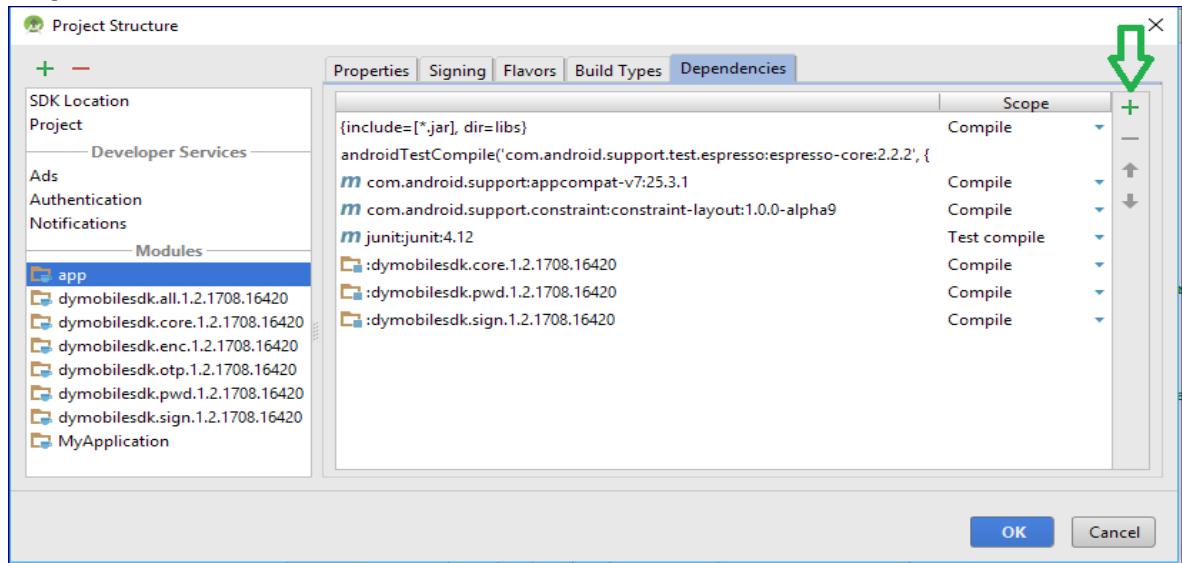 Project Structure
SDK Location
Project
Developer Services
Ads
Authentication
Notifications
Modules
app
dymobilesdk.all.1.2.1708.16420
dymobilesdk.core.1.2.1708.16420
dymobilesdk.enc.1.2.1708.16420
dymobilesdk.otp.1.2.1708.16420
dymobilesdk.pwd.1.2.1708.16420
dymobilesdk.sign.1.2.1708.16420
MyApplication
Properties Signing Flavors Build Types Dependencies
Scope
{include=[*.jar], dir=libs} Compile
androidTestCompile('com.android.support.test.espresso:espresso-core:2.2.2', {
m com.android.support:appcompat-v7:25.3.1 Compile
m com.android.support.constraint:constraint-layout:1.0.0-alpha9 Compile
m junit:junit:4.12 Test compile
:dymobilesdk.core.1.2.1708.16420 Compile
:dymobilesdk.pwd.1.2.1708.16420 Compile
:dymobilesdk.sign.1.2.1708.16420 Compile
OK Cancel